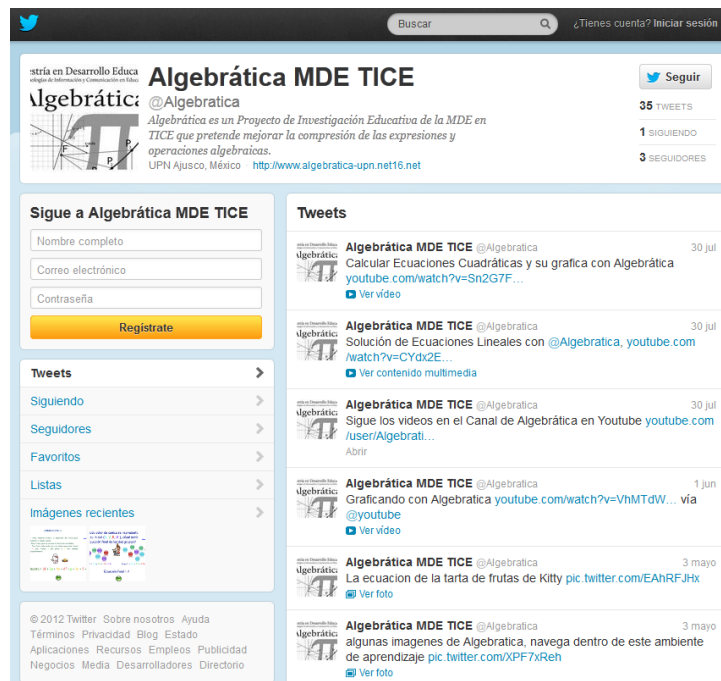 Buscar
¿Tienes cuenta? Iniciar sesión
estría en Desarrollo Educa
Algebrática MDE TICE
@Algebratica
Algebrática es un Proyecto de Investigación Educativa de la MDE en
TICE que pretende mejorar la compresión de las expresiones y
operaciones algebraicas.
UPN Ajusco, México · http://www.algebratica-upn.net16.net
Seguir
35 TWEETS
1 SIGUIENDO
3 SEGUIDORES
Sigue a Algebrática MDE TICE
Nombre completo
Correo electrónico
Contraseña
Regístrate
Tweets
Siguiendo
Seguidores
Favoritos
Listas
Imágenes recientes
© 2012 Twitter Sobre nosotros Ayuda
Términos Privacidad Blog Estado
Aplicaciones Recursos Empleos Publicidad
Negocios Media Desarrolladores Directorio
Tweets
Algebrática MDE TICE @Algebratica 30 jul
Calcular Ecuaciones Cuadráticas y su grafica con Algebrática
youtube.com/watch?v=Sn2G7F…
Ver vídeo
Algebrática MDE TICE @Algebratica 30 jul
Solución de Ecuaciones Lineales con @Algebratica, youtube.com
/watch?v=CYdx2E…
Ver contenido multimedia
Algebrática MDE TICE @Algebratica 30 jul
Sigue los videos en el Canal de Algebrática en Youtube youtube.com
/user/Algebrati…
Abrir
Algebrática MDE TICE @Algebratica 1 jun
Graficando con Algebratica youtube.com/watch?v=VhMTdW… vía
@youtube
Ver vídeo
Algebrática MDE TICE @Algebratica 3 mayo
La ecuacion de la tarta de frutas de Kitty pic.twitter.com/EAhRFJHx
Ver foto
Algebrática MDE TICE @Algebratica 3 mayo
algunas imagenes de Algebratica, navega dentro de este ambiente
de aprendizaje pic.twitter.com/XPF7xReh
Ver foto